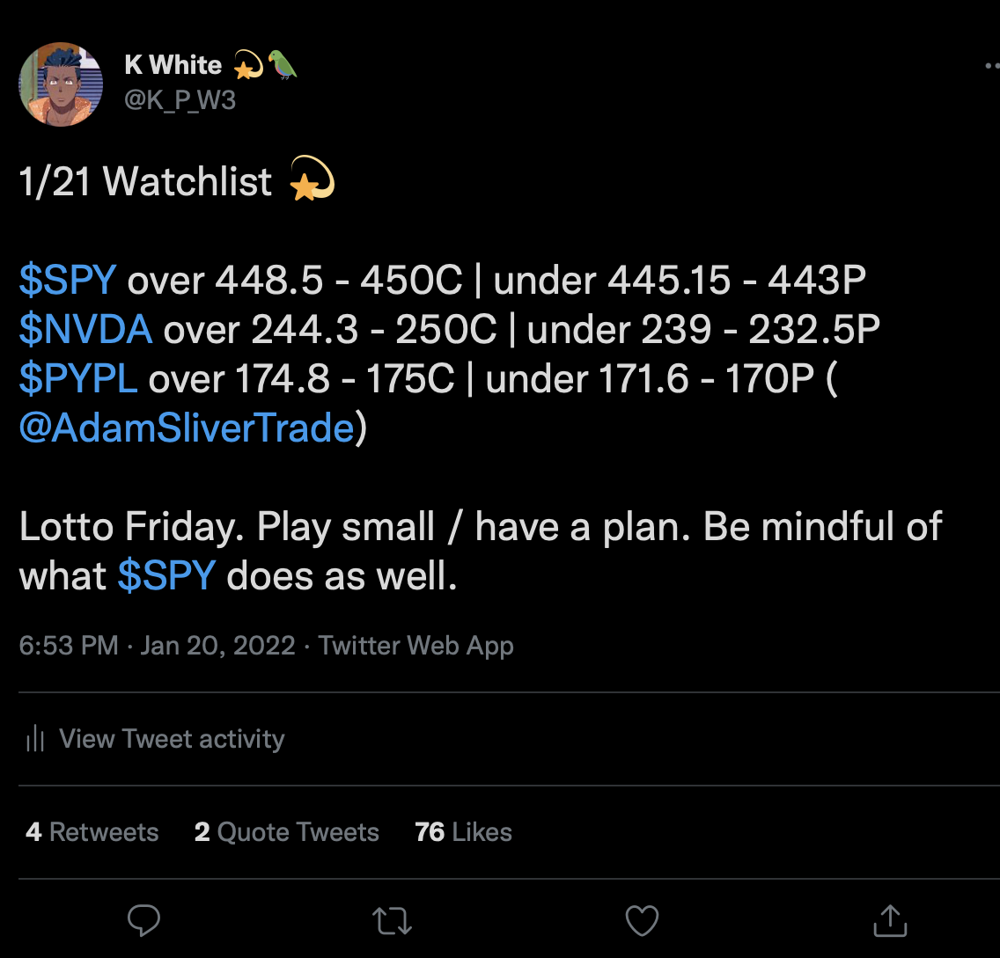 K White 💫🦜
@K_P_W3
1/21 Watchlist 💫
$SPY over 448.5 - 450C | under 445.15 - 443P
$NVDA over 244.3 - 250C | under 239 - 232.5P
$PYPL over 174.8 - 175C | under 171.6 - 170P (
@AdamSliverTrade)
Lotto Friday. Play small / have a plan. Be mindful of
what $SPY does as well.
6:53 PM · Jan 20, 2022 · Twitter Web App
View Tweet activity
4 Retweets 2 Quote Tweets 76 Likes